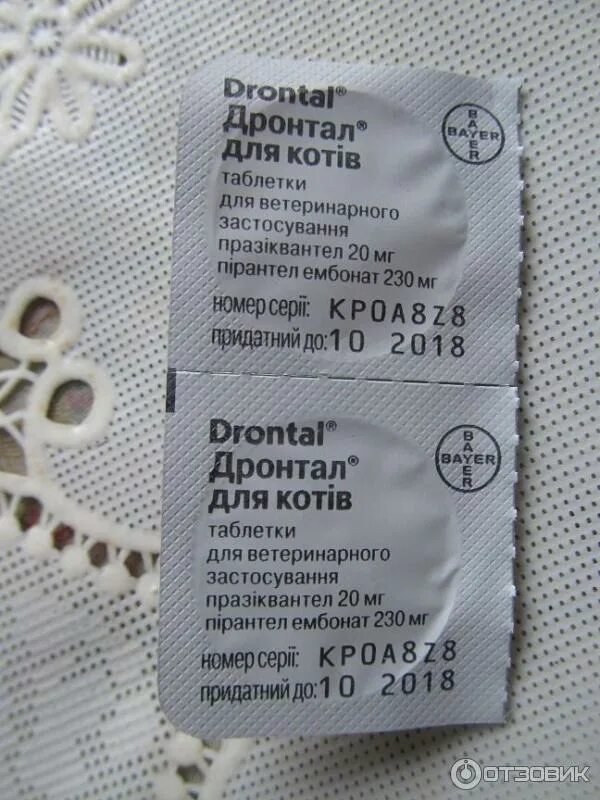 Drontal®
Дронтал®
для котів
BAYER
BAYER
таблетки
для ветеринарного
застосування
празіквантел 20 мг
пірантел ембонат 230 мг
номер серії: KP0A8Z8
придатний до: 10 2018
Drontal®
Дронтал®
для котів
BAYER
BAYER
таблетки
для ветеринарного
застосування
празіквантел 20 мг
пірантел ембонат 230 мг
номер серії: KP0A8Z8
придатний до: 10 2018
ОТЗОВИК